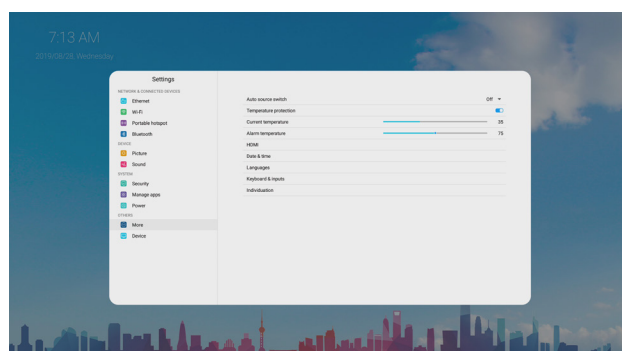 7:13 AM
2019/08/28, Wednesday
Settings
NETWORK & CONNECTED DEVICES
Ethernet
Wi-Fi
Portable hotspot
Bluetooth
DEVICE
Picture
Sound
SYSTEM
Security
Manage apps
Power
OTHERS
More
Device
Auto source switch Off
Temperature protection
Current temperature 35
Alarm temperature 75
HDMI
Date & time
Languages
Keyboard & inputs
Individuation